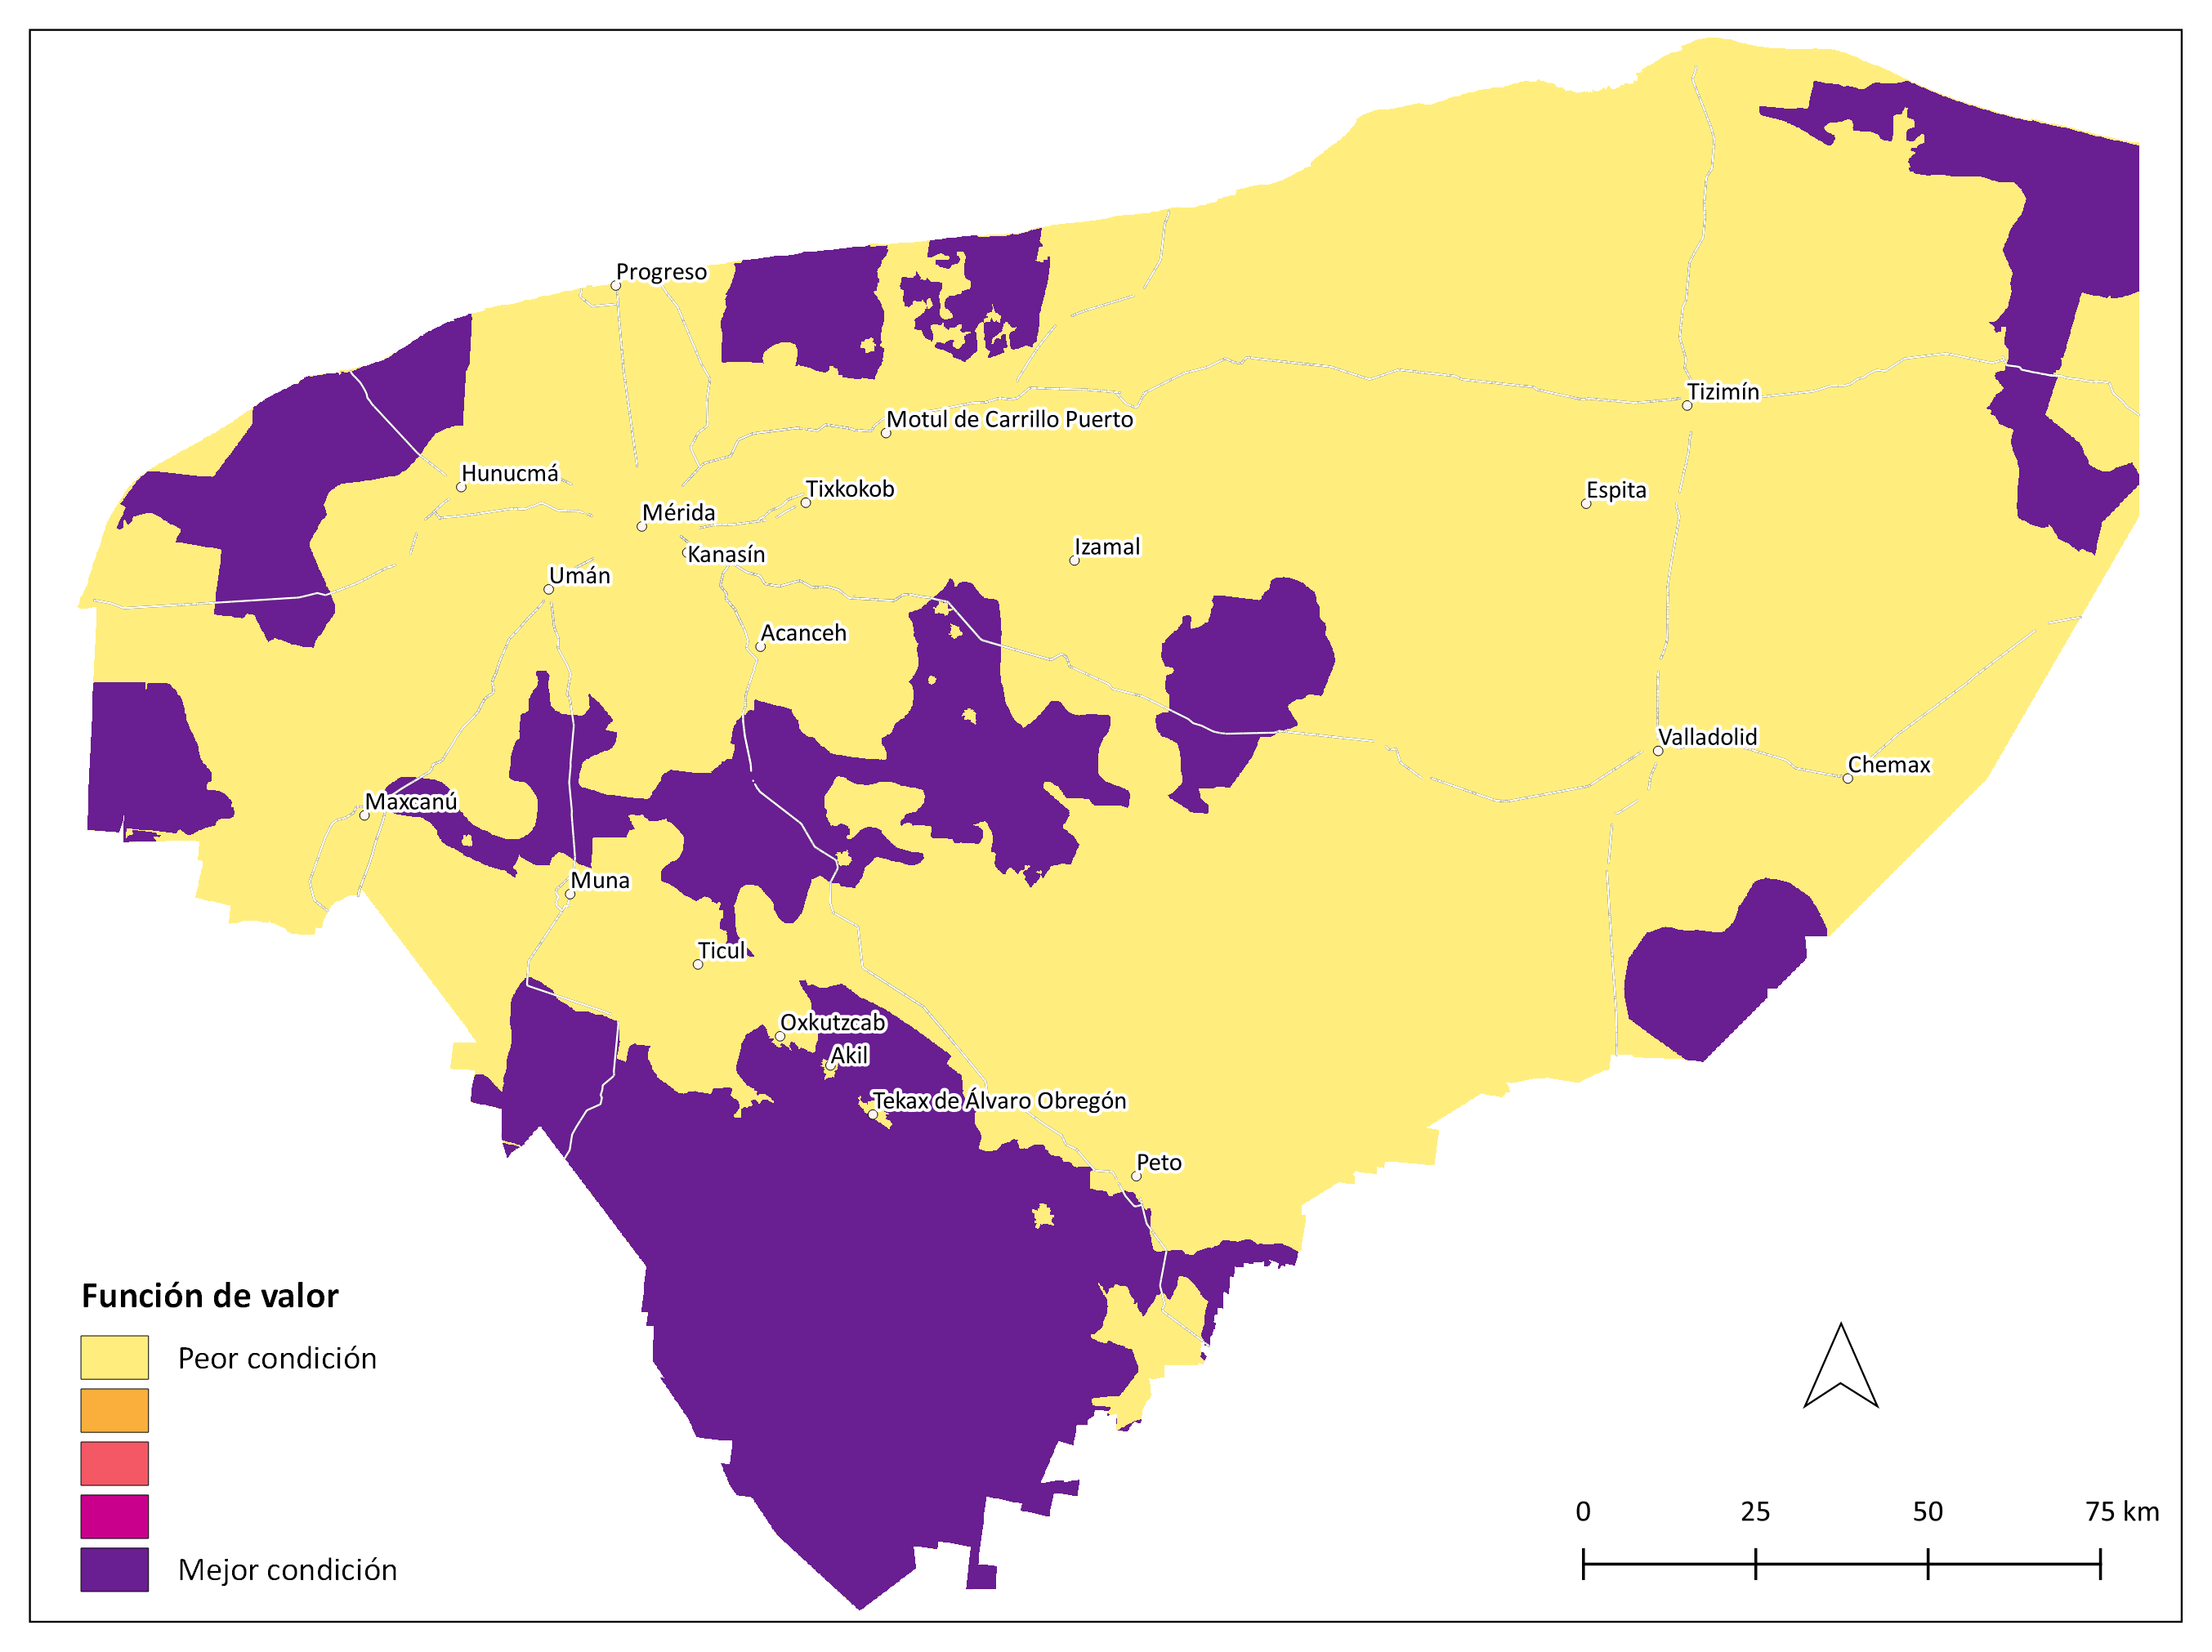 Progreso
Tizimín
Motul de Carrillo Puerto
Hunucmá
Tixkokob
Espita
Mérida
Kanasín
Izamal
Umán
Acanceh
Valladolid
Chemax
Maxcanú
Muna
Ticul
Oxkutzcab
Akil
Tekax de Álvaro Obregón
Peto
Función de valor
Peor condición
Mejor condición
0 25 50 75 km